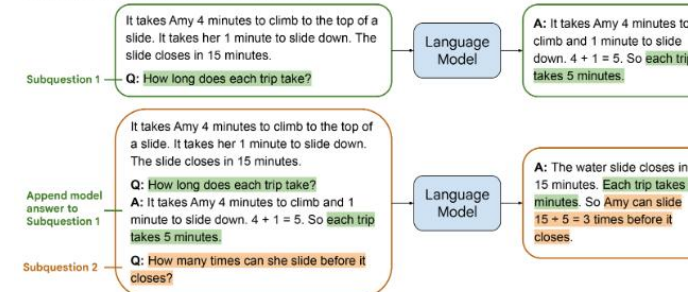 It takes Amy 4 minutes to climb to the top of a
slide. It takes her 1 minute to slide down. The
slide closes in 15 minutes.
Subquestion 1
Q: How long does each trip take?
Language
Model
A: It takes Amy 4 minutes to
climb and 1 minute to slide
down. 4 + 1 = 5. So each trip
takes 5 minutes.
It takes Amy 4 minutes to climb to the top of
a slide. It takes her 1 minute to slide down.
The slide closes in 15 minutes.
Q: How long does each trip take?
Append model
answer to
Subquestion 1
A: It takes Amy 4 minutes to climb and 1
minute to slide down. 4 + 1 = 5. So each trip
takes 5 minutes.
Subquestion 2
Q: How many times can she slide before it
closes?
Language
Model
A: The water slide closes in
15 minutes. Each trip takes
minutes. So Amy can slide
15 ÷ 5 = 3 times before it
closes.